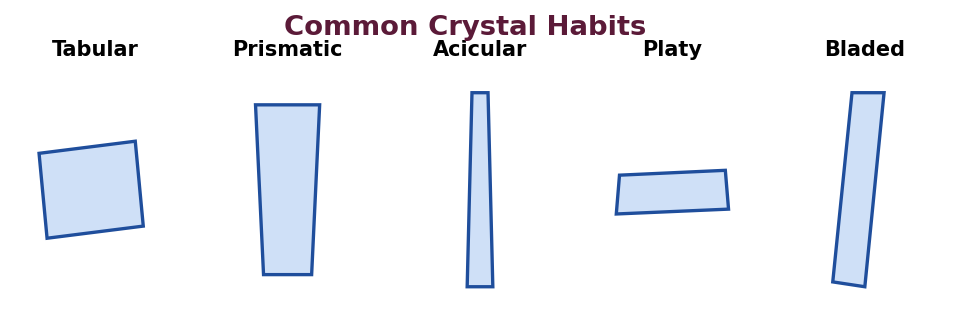 Common Crystal Habits
Tabular
Prismatic
Acicular
Platy
Bladed